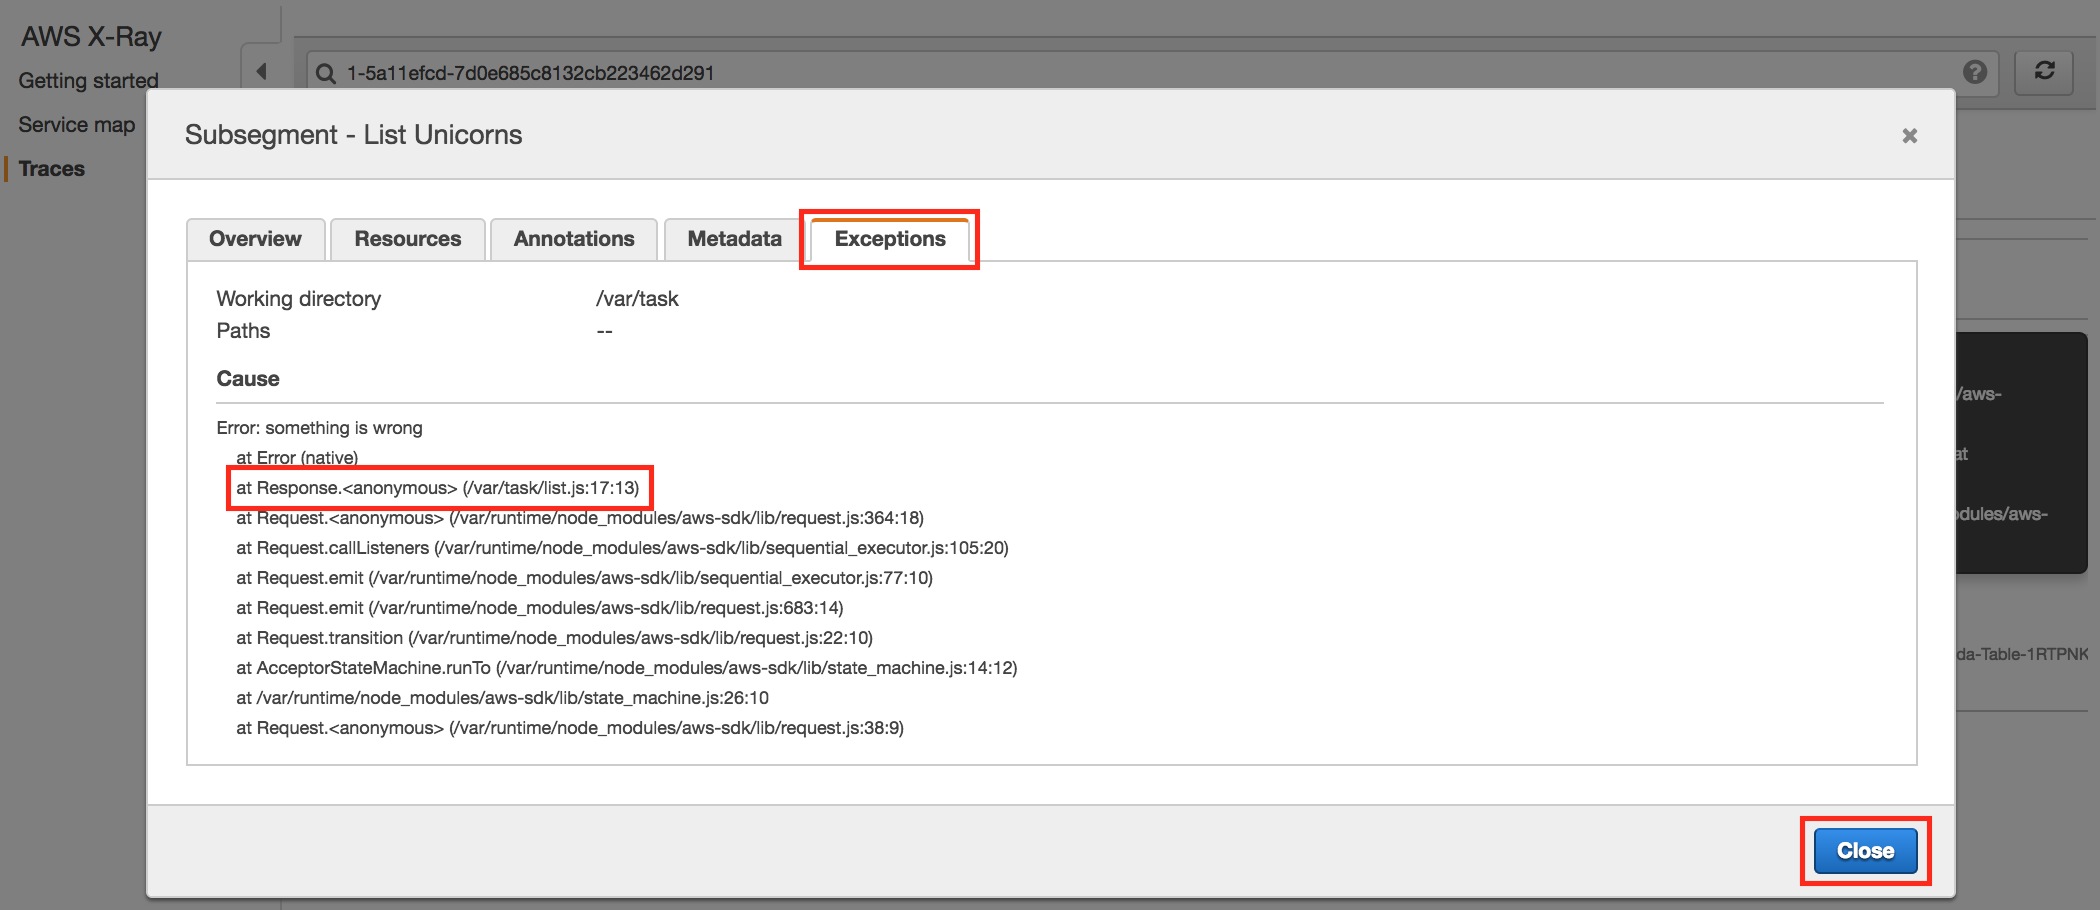 AWS X-Ray
Getting started
Service map
Traces
1-5a11efcd-7d0e685c8132cb223462d291
?
Subsegment - List Unicorns
×
Overview Resources Annotations Metadata Exceptions
Working directory /var/task
Paths --
Cause
Error: something is wrong
at Error (native)
at Response.<anonymous> (/var/task/list.js:17:13)
at Request.<anonymous> (/var/runtime/node_modules/aws-sdk/lib/request.js:364:18)
at Request.callListeners (/var/runtime/node_modules/aws-sdk/lib/sequential_executor.js:105:20)
at Request.emit (/var/runtime/node_modules/aws-sdk/lib/sequential_executor.js:77:10)
at Request.emit (/var/runtime/node_modules/aws-sdk/lib/request.js:683:14)
at Request.transition (/var/runtime/node_modules/aws-sdk/lib/request.js:22:10)
at AcceptorStateMachine.runTo (/var/runtime/node_modules/aws-sdk/lib/state_machine.js:14:12)
at /var/runtime/node_modules/aws-sdk/lib/state_machine.js:26:10
at Request.<anonymous> (/var/runtime/node_modules/aws-sdk/lib/request.js:38:9)
/aws-
at
dules/aws-
da-Table-1RTPNK
Close